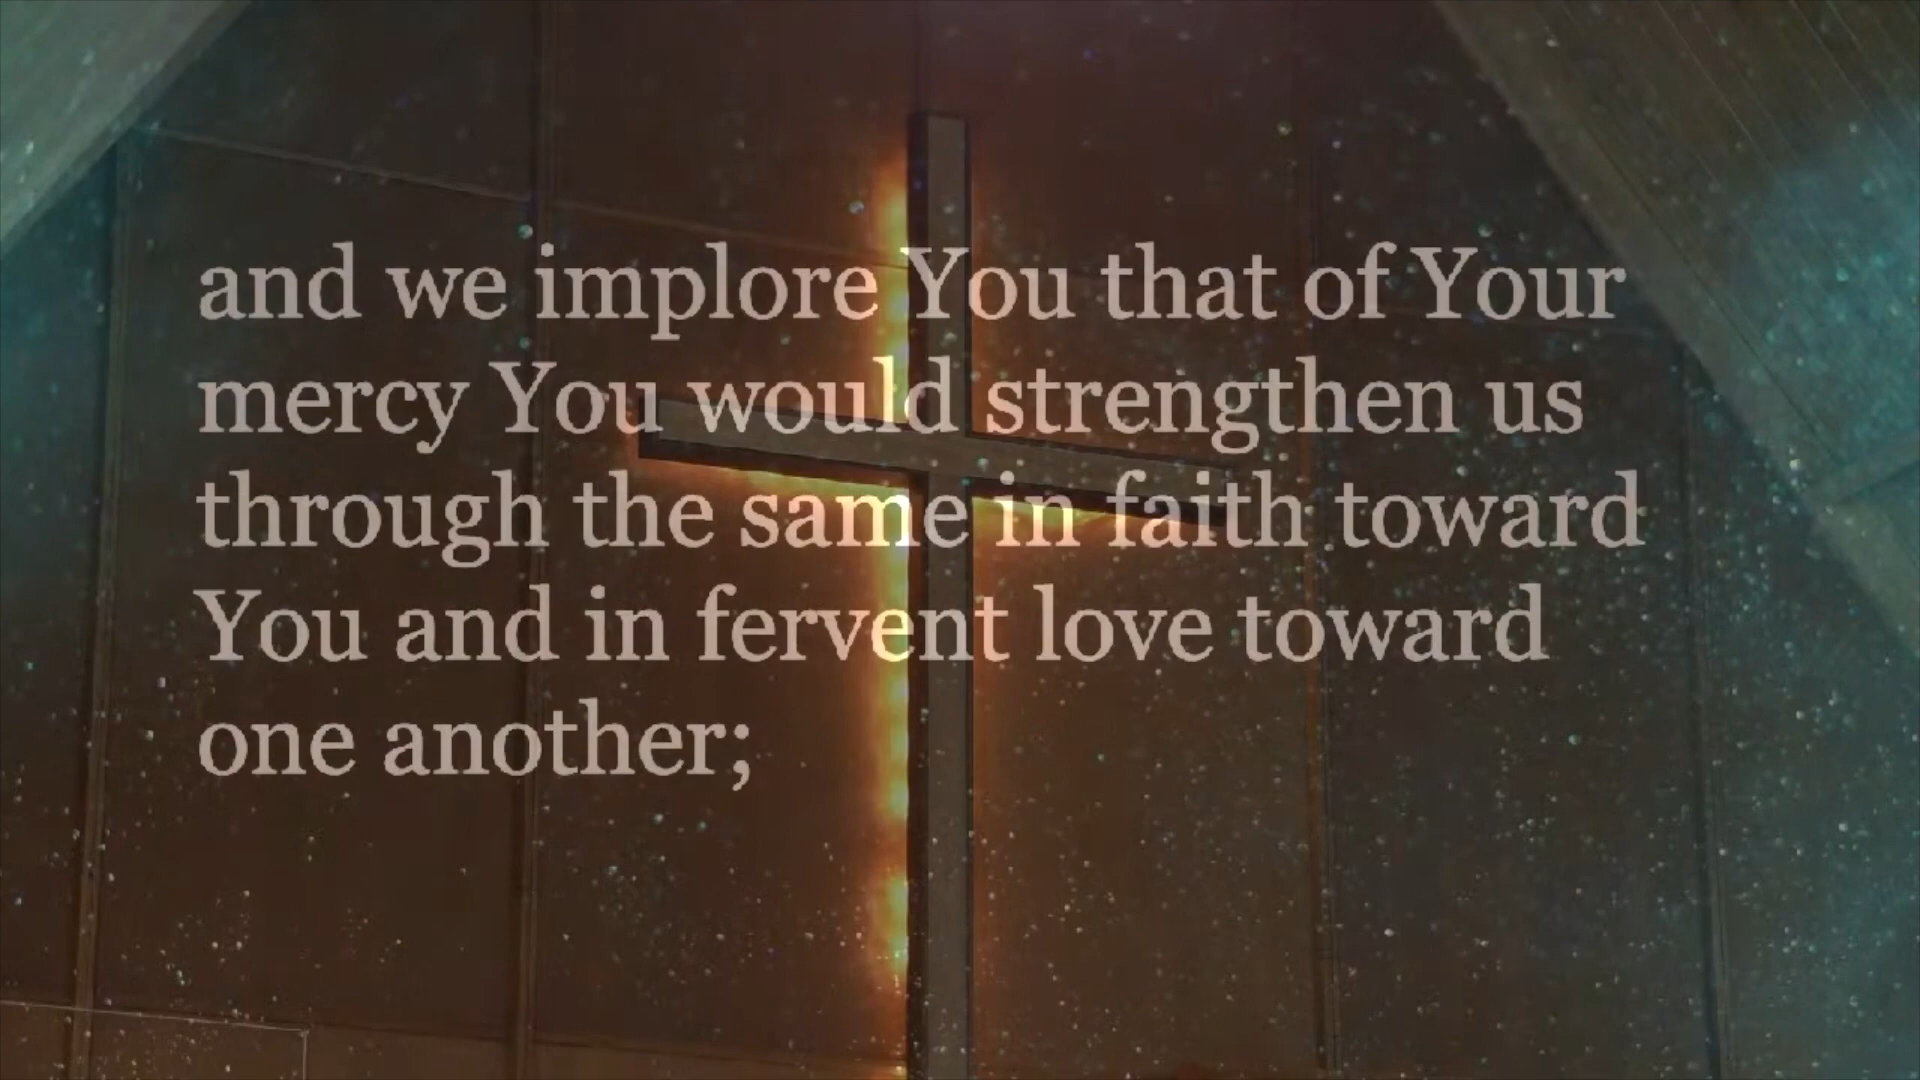 and we implore You that of Your
mercy You would strengthen us
through the same in faith toward
You and in fervent love toward
one another;